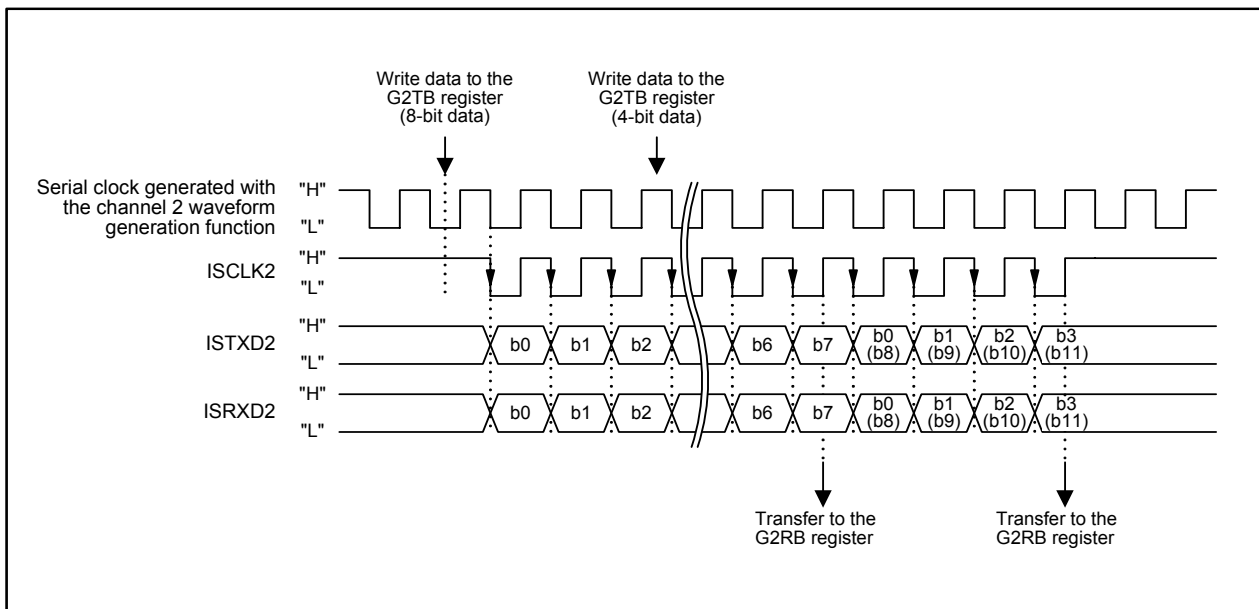 Write data to the
G2TB register
(8-bit data)
Write data to the
G2TB register
(4-bit data)
Serial clock generated with
the channel 2 waveform
generation function
"H"
"L"
ISCLK2
"H"
"L"
ISTXD2
"H"
"L"
b0 b1 b2 b6 b7 b0 (b8) b1 (b9) b2 (b10) b3 (b11)
ISRXD2
"H"
"L"
b0 b1 b2 b6 b7 b0 (b8) b1 (b9) b2 (b10) b3 (b11)
Transfer to the
G2RB register
Transfer to the
G2RB register